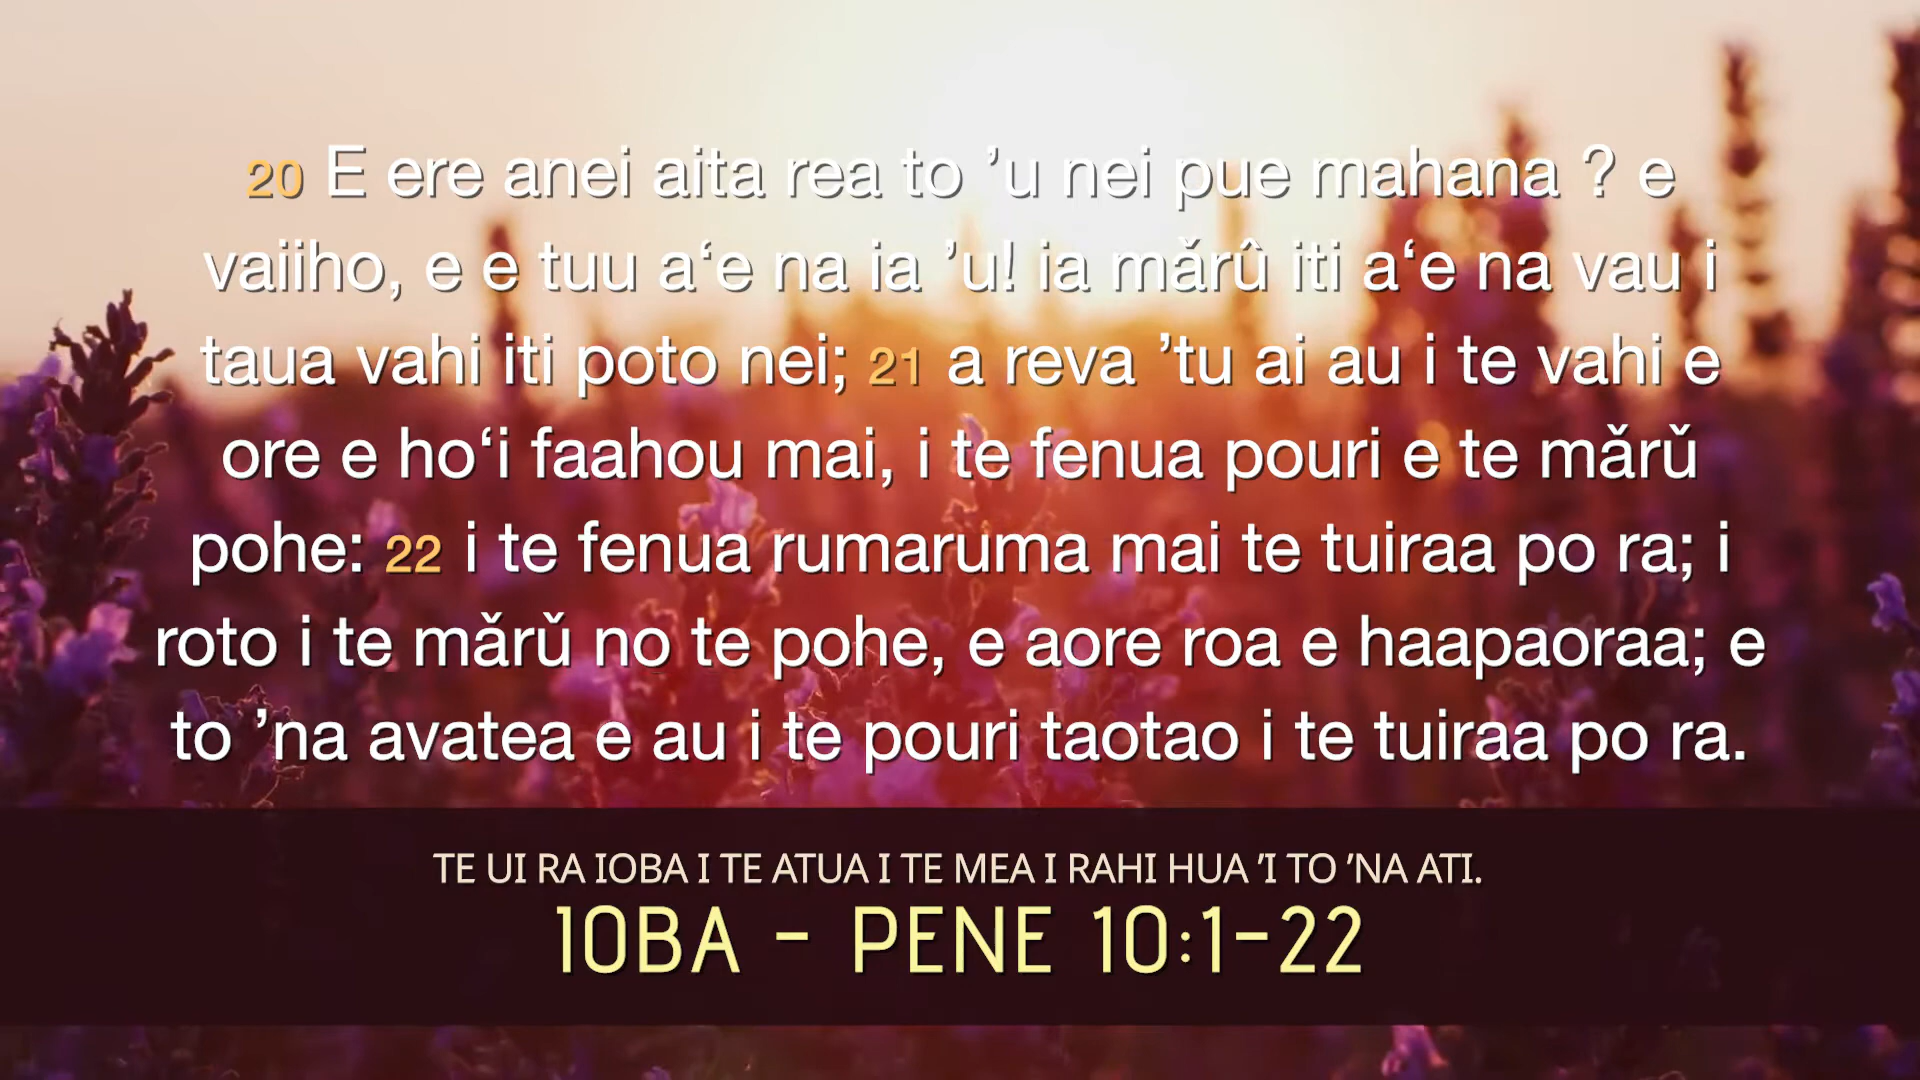 20 E ere anei aita rea to ’u nei pue mahana ? e
vaiiho, e e tuu a‘e na ia ’u! ia mărû iti a‘e na vau i
taua vahi iti poto nei; 21 a reva ’tu ai au i te vahi e
ore e ho‘i faahou mai, i te fenua pouri e te mărŭ
pohe: 22 i te fenua rumaruma mai te tuiraa po ra; i
roto i te mărŭ no te pohe, e aore roa e haapaoraa; e
to ’na avatea e au i te pouri taotao i te tuiraa po ra.
TE UI RA IOBA I TE ATUA I TE MEA I RAHI HUA ’I TO ’NA ATI.
IOBA - PENE 10:1-22